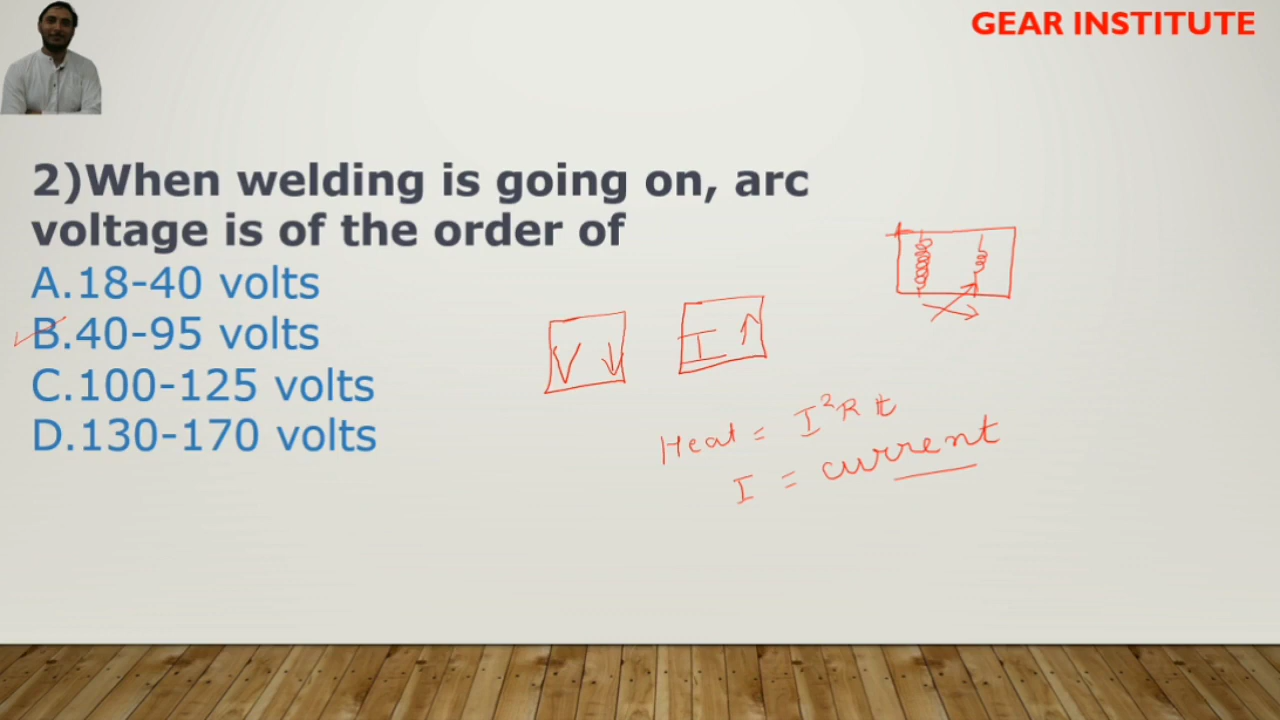 GEAR INSTITUTE
2)When welding is going on, arc
voltage is of the order of
A.18-40 volts
B.40-95 volts
C.100-125 volts
D.130-170 volts
V ↓
I ↑
Heat = I²Rt
I = current